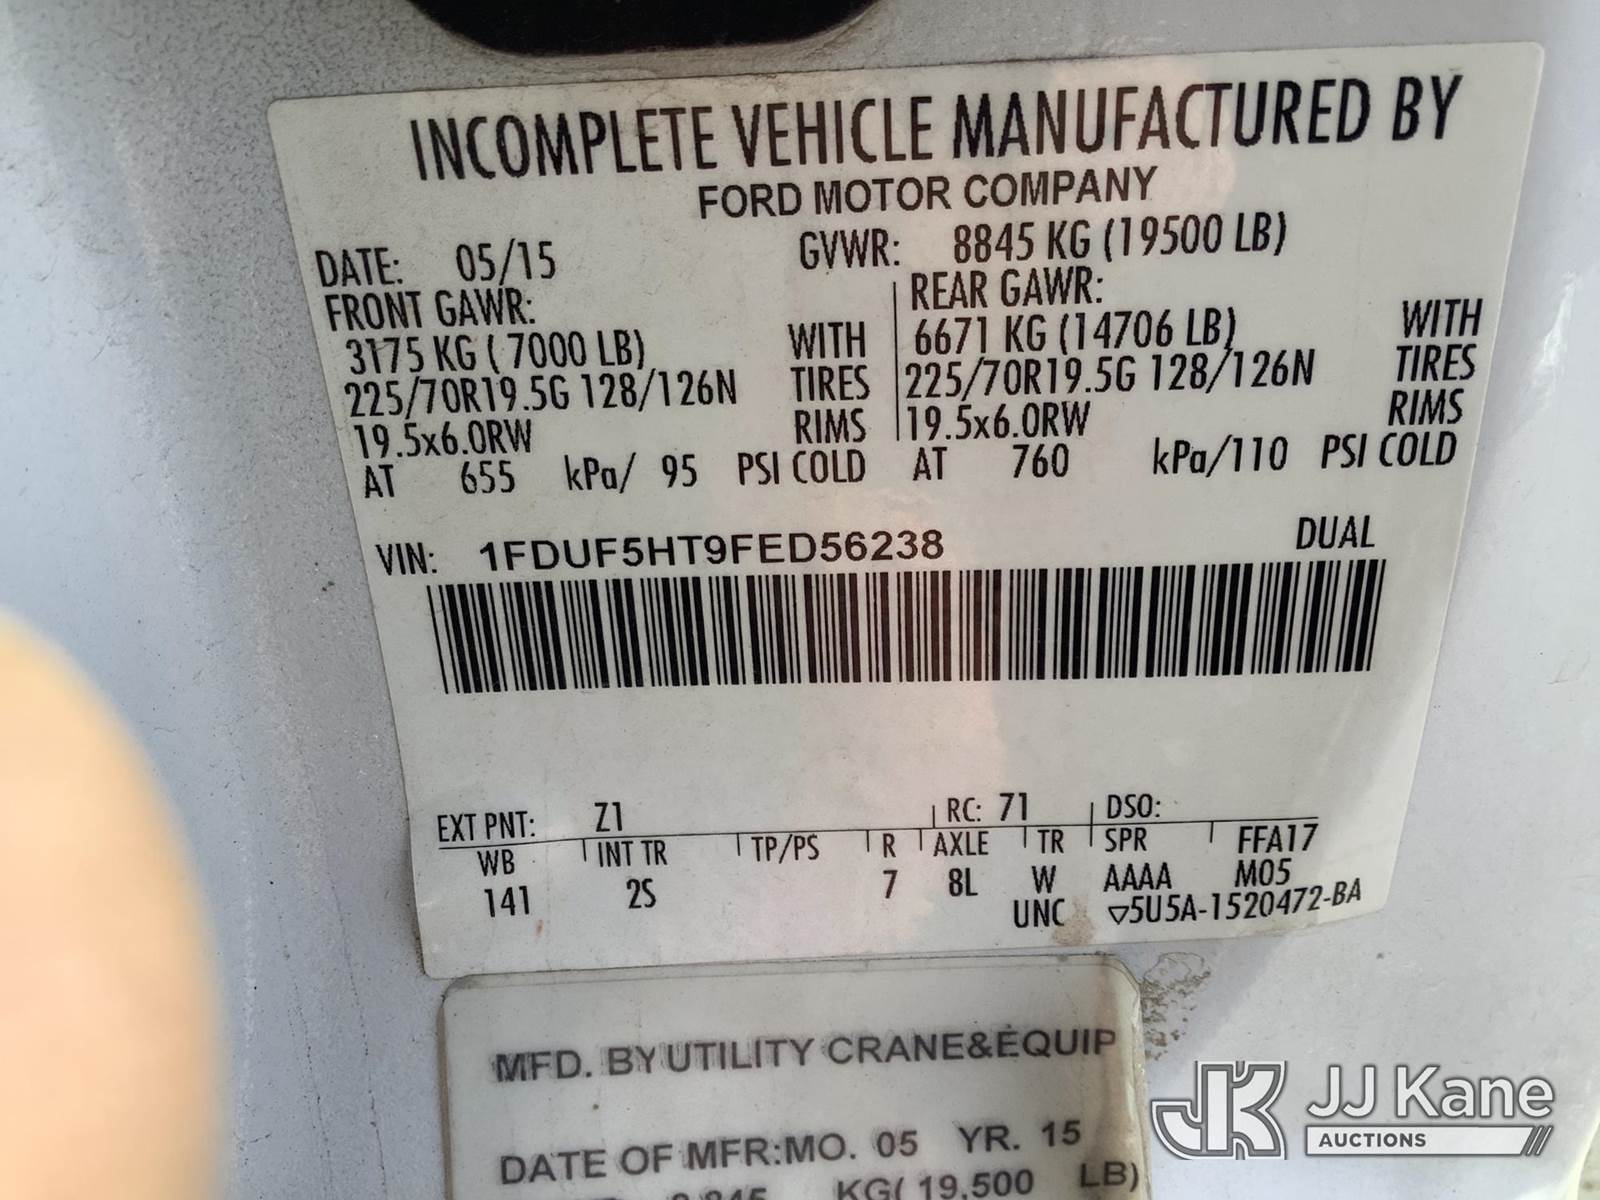 INCOMPLETE VEHICLE MANUFACTURED BY
FORD MOTOR COMPANY
DATE: 05/15 GVWR: 8845 KG (19500 LB)
FRONT GAWR: REAR GAWR:
3175 KG ( 7000 LB) WITH 6671 KG (14706 LB) WITH
225/70R19.5G 128/126N TIRES 225/70R19.5G 128/126N TIRES
19.5x6.0RW RIMS 19.5x6.0RW RIMS
AT 655 kPa/ 95 PSI COLD AT 760 kPa/110 PSI COLD
VIN: 1FDUF5HT9FED56238 DUAL
EXT PNT: Z1 RC: 71 DSO:
WB INT TR TP/PS R AXLE TR SPR FFA17
141 2S 7 8L W AAAA M05
UNC ▽5U5A-1520472-BA
MFD. BY UTILITY CRANE&EQUIP
DATE OF MFR:MO. 05 YR. 15
KG( 19,500 LB)
JK JJ Kane
AUCTIONS